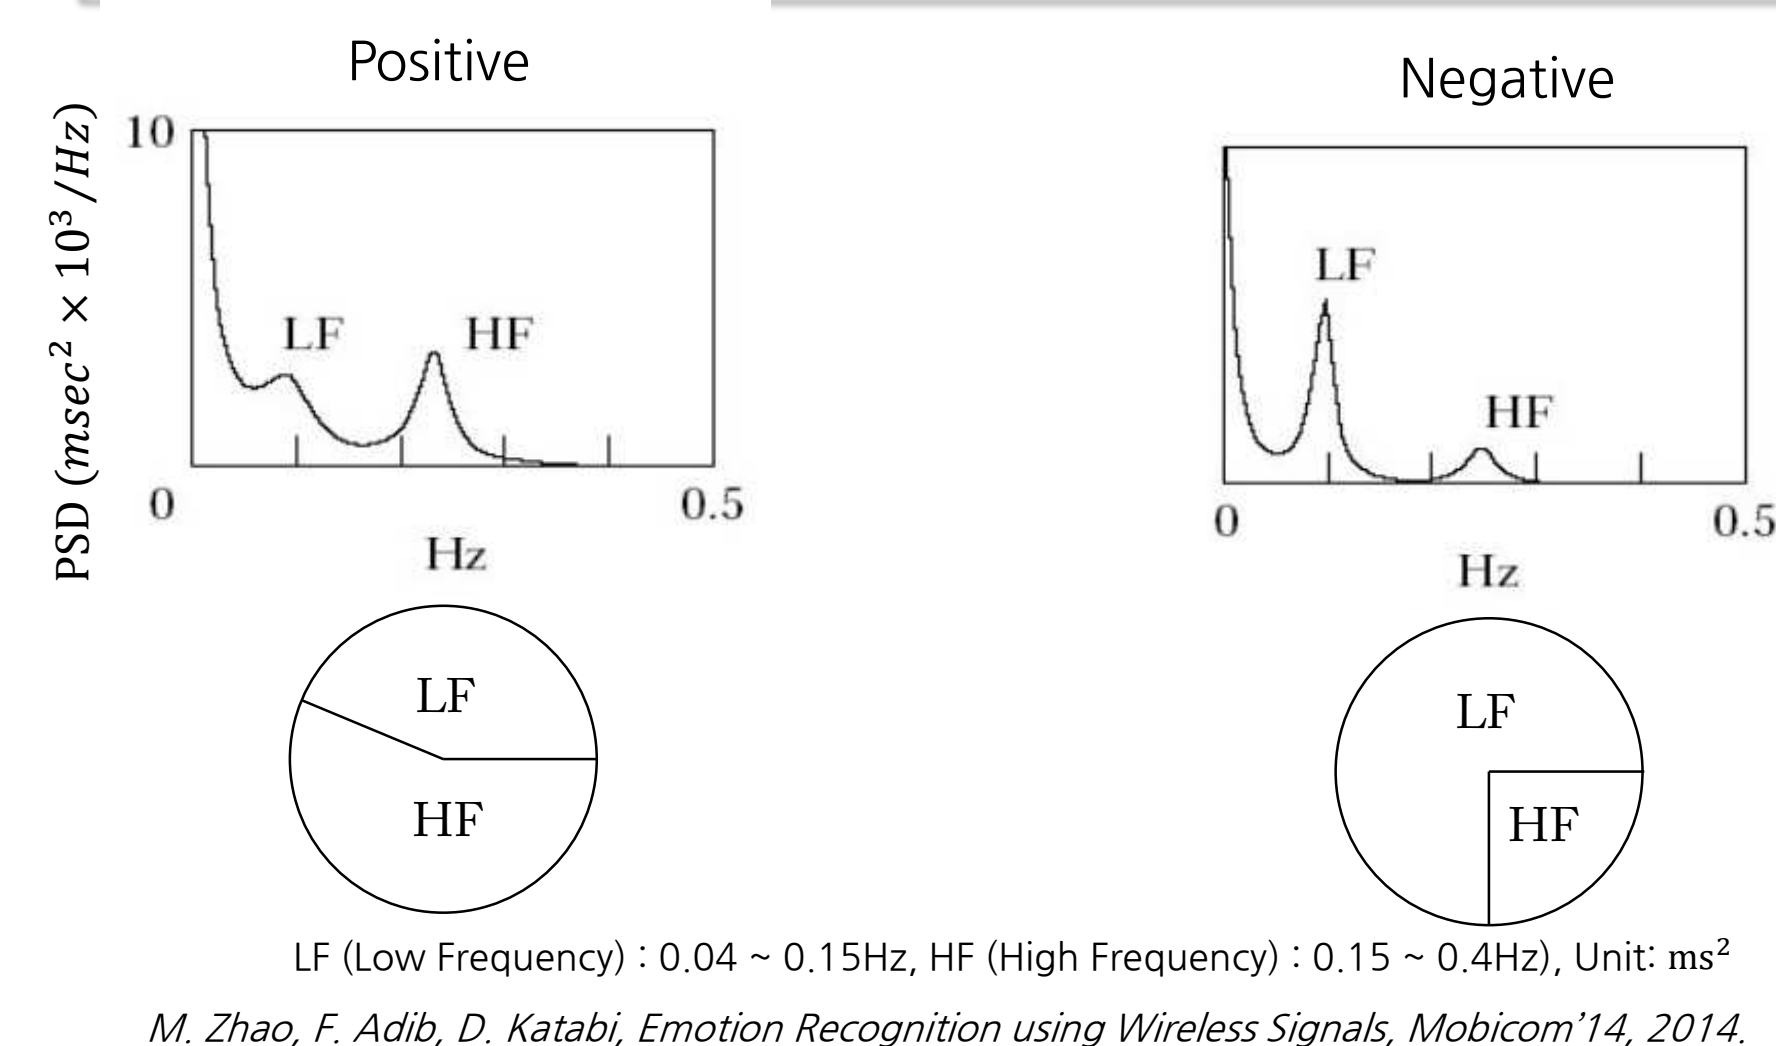 Positive
PSD (msec² × 10³/Hz)
10
LF
HF
0
0.5
Hz
LF
HF
Negative
LF
HF
0
0.5
Hz
LF
HF
LF (Low Frequency) : 0.04 ~ 0.15Hz, HF (High Frequency) : 0.15 ~ 0.4Hz), Unit: ms²
M. Zhao, F. Adib, D. Katabi, Emotion Recognition using Wireless Signals, Mobicom’14, 2014.